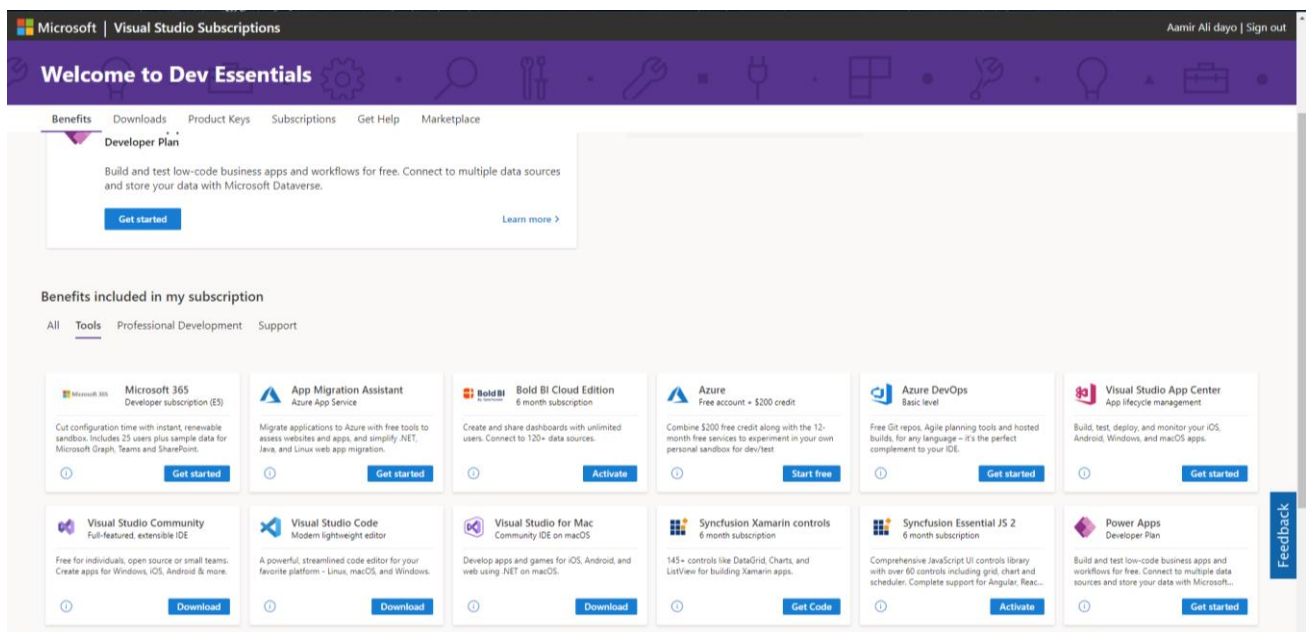 Microsoft | Visual Studio Subscriptions
Aamir Ali dayo | Sign out
Welcome to Dev Essentials
Benefits Downloads Product Keys Subscriptions Get Help Marketplace
Developer Plan
Build and test low-code business apps and workflows for free. Connect to multiple data sources
and store your data with Microsoft Dataverse.
Get started
Learn more >
Benefits included in my subscription
All Tools Professional Development Support
Microsoft 365
Microsoft 365
Developer subscription (E5)
Cut configuration time with instant, renewable
sandbox. Includes 25 users plus sample data for
Microsoft Graph, Teams and SharePoint.
Get started
App Migration Assistant
Azure App Service
Migrate applications to Azure with free tools to
assess websites and apps, and simplify .NET,
Java, and Linux web app migration.
Get started
Bold BI
Bold BI Cloud Edition
6 month subscription
Create and share dashboards with unlimited
users. Connect to 120+ data sources.
Activate
Azure
Free account + $200 credit
Combine $200 free credit along with the 12-
month free services to experiment in your own
personal sandbox for dev/test
Start free
Azure DevOps
Basic level
Free Git repos, Agile planning tools and hosted
builds, for any language – it's the perfect
complement to your IDE.
Get started
Visual Studio App Center
App lifecycle management
Build, test, deploy, and monitor your iOS,
Android, Windows, and macOS apps.
Get started
Visual Studio Community
Full-featured, extensible IDE
Free for individuals, open source or small teams.
Create apps for Windows, iOS, Android & more.
Download
Visual Studio Code
Modern lightweight editor
A powerful, streamlined code editor for your
favorite platform - Linux, macOS, and Windows.
Download
Visual Studio for Mac
Community IDE on macOS
Develop apps and games for iOS, Android, and
web using .NET on macOS.
Download
Syncfusion Xamarin controls
6 month subscription
145+ controls like DataGrid, Charts, and
ListView for building Xamarin apps.
Get Code
Syncfusion Essential JS 2
6 month subscription
Comprehensive JavaScript UI controls library
with over 60 controls including grid, chart and
scheduler. Complete support for Angular, Reac...
Activate
Power Apps
Developer Plan
Build and test low-code business apps and
workflows for free. Connect to multiple data
sources and store your data with Microsoft...
Get started
Feedback